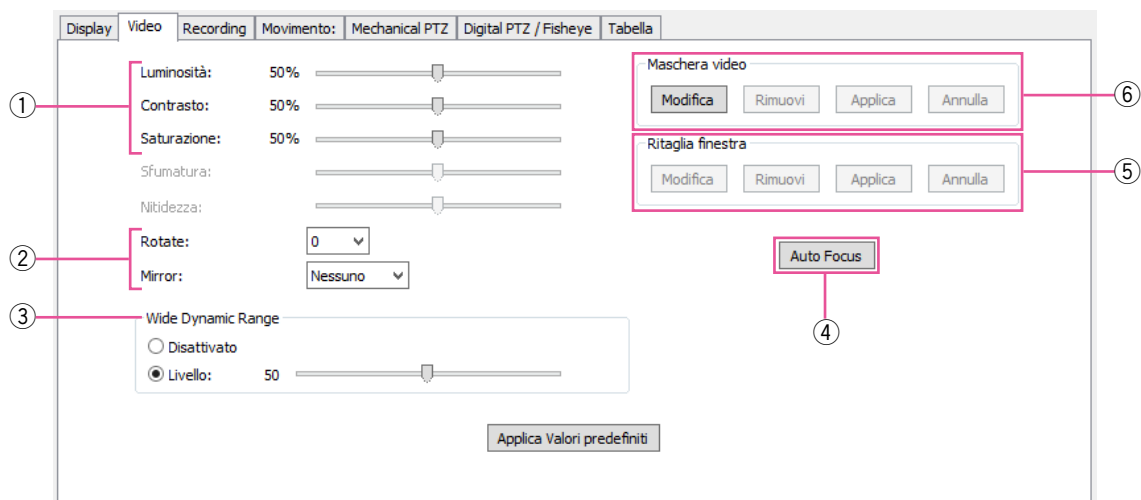 Display Video Recording Movimento: Mechanical PTZ Digital PTZ / Fisheye Tabella
① Luminosità: 50%
Contrasto: 50%
Saturazione: 50%
Sfumatura:
Nitidezza:
② Rotate: 0
Mirror: Nessuno
③ Wide Dynamic Range
Disattivato
Livello: 50
Maschera video
Modifica Rimuovi Applica Annulla ⑥
Ritaglia finestra
Modifica Rimuovi Applica Annulla ⑤
Auto Focus
④
Applica Valori predefiniti